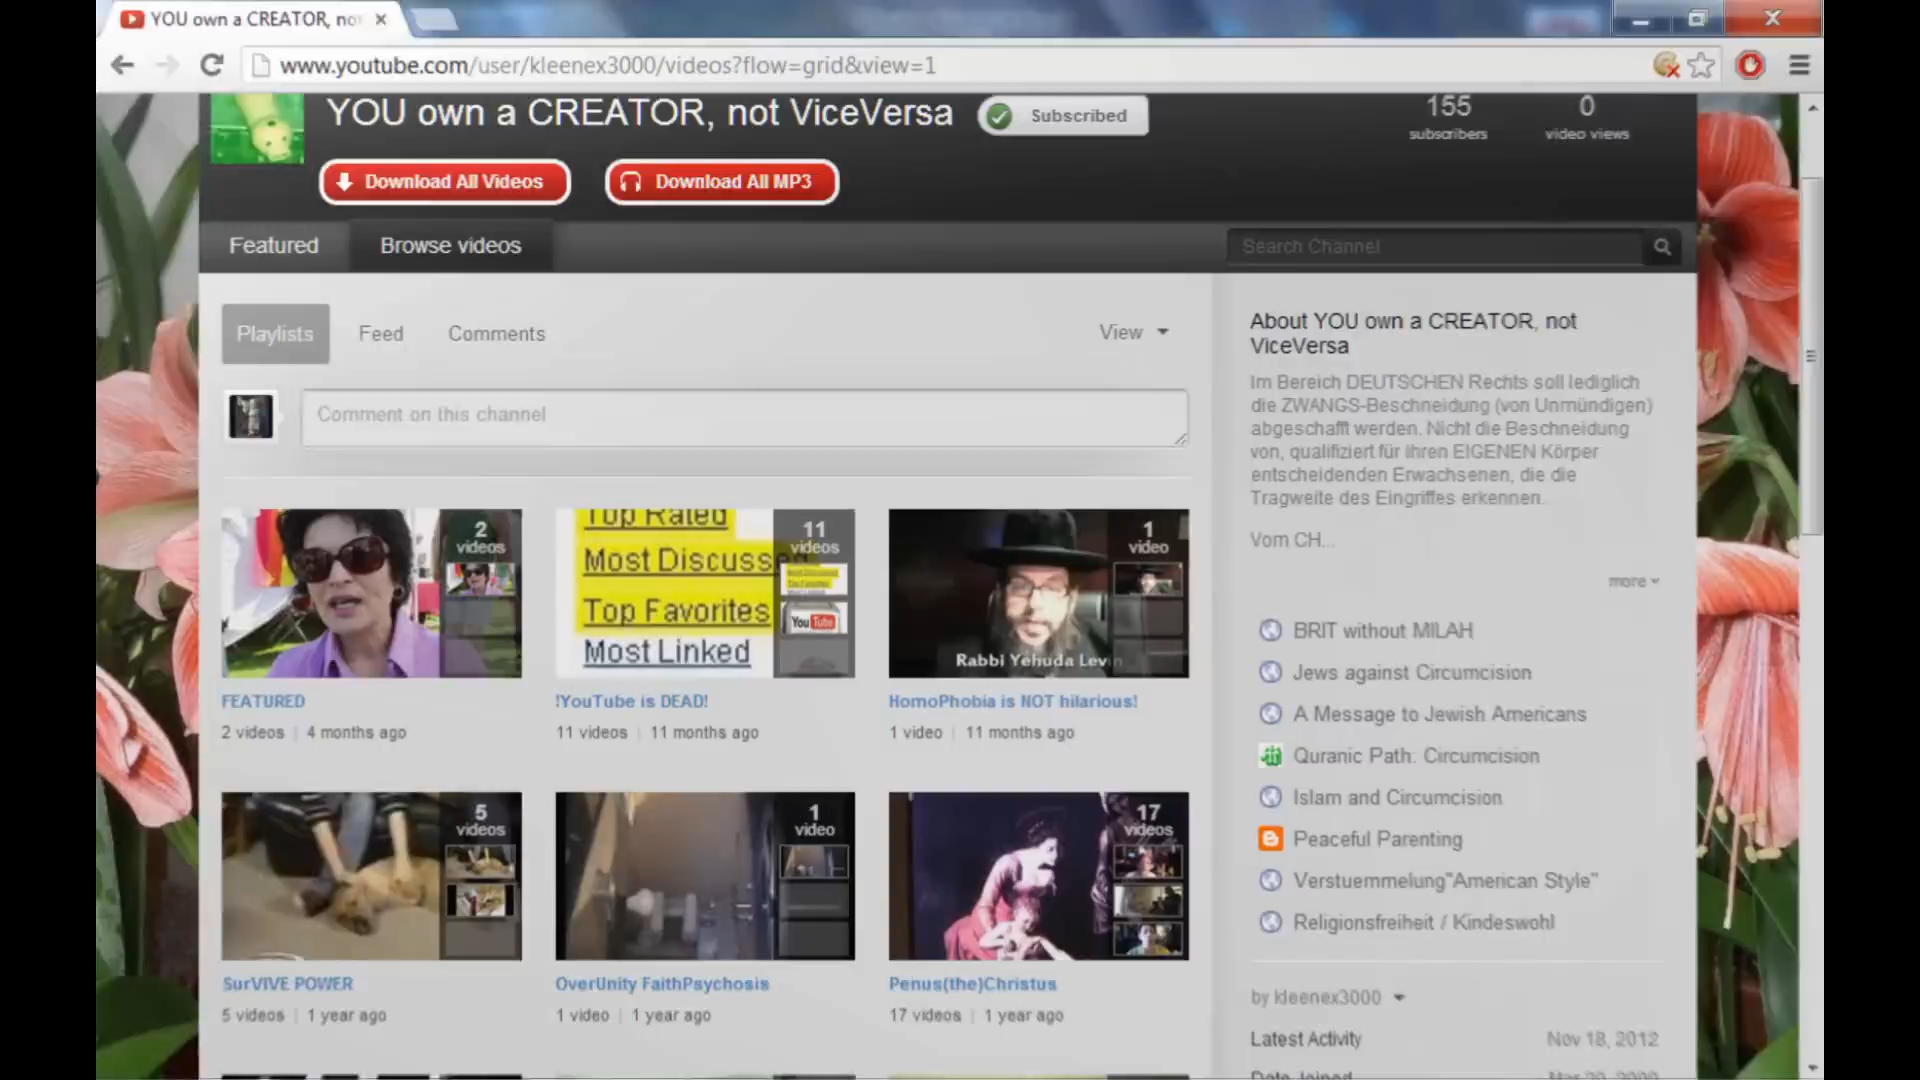 YOU own a CREATOR, no
www.youtube.com/user/kleenex3000/videos?flow=grid&view=1
YOU own a CREATOR, not ViceVersa
Subscribed
155
subscribers
0
video views
Download All Videos
Download All MP3
Featured
Browse videos
Search Channel
Playlists
Feed
Comments
View
Comment on this channel
2
videos
FEATURED
2 videos | 4 months ago
Top Rated
Most Discusse
Top Favorites
Most Linked
11
videos
You Tube
!YouTube is DEAD!
11 videos | 11 months ago
Rabbi Yehuda Levin
1
video
HomoPhobia is NOT hilarious!
1 video | 11 months ago
5
videos
SurVIVE POWER
5 videos | 1 year ago
1
video
OverUnity FaithPsychosis
1 video | 1 year ago
17
videos
Penus(the)Christus
17 videos | 1 year ago
About YOU own a CREATOR, not
ViceVersa
Im Bereich DEUTSCHEN Rechts soll lediglich
die ZWANGS-Beschneidung (von Unmündigen)
abgeschafft werden. Nicht die Beschneidung
von, qualifiziert für ihren EIGENEN Körper
entscheidenden Erwachsenen, die die
Tragweite des Eingriffes erkennen.
Vom CH...
more
BRIT without MILAH
Jews against Circumcision
A Message to Jewish Americans
Quranic Path: Circumcision
Islam and Circumcision
Peaceful Parenting
Verstuemmelung"American Style"
Religionsfreiheit / Kindeswohl
by kleenex3000
Latest Activity
Nov 18, 2012
Date Joined